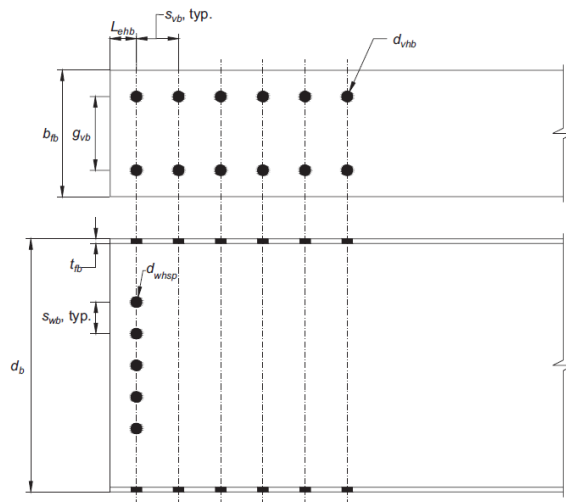 s_vb, typ.
L_ehb
d_vhb
b_fb
g_vb
t_fb
d_whsp
s_wb, typ.
d_b